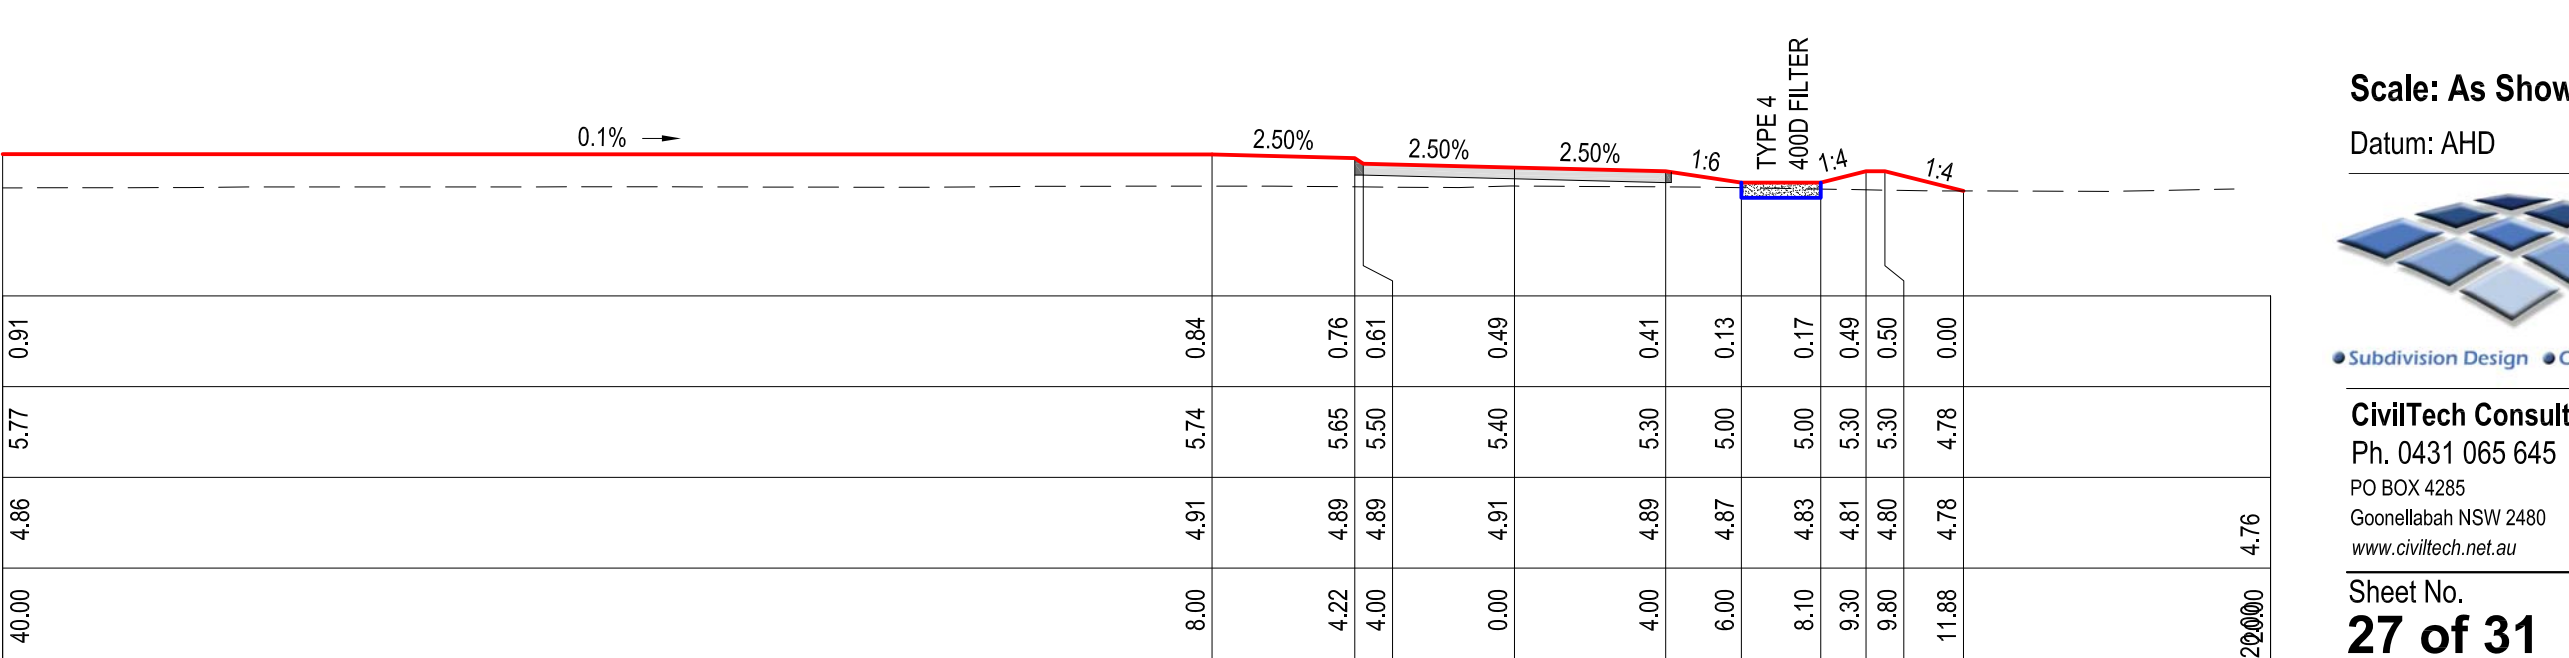 TYPE 4
400D FILTER
0.1%
2.50%
2.50%
2.50%
1:6
1:4
1:4
0.91 0.84 0.76 0.61 0.49 0.41 0.13 0.17 0.49 0.50 0.00
5.77 5.74 5.65 5.50 5.40 5.30 5.00 5.00 5.30 5.30 4.78
4.86 4.91 4.89 4.89 4.91 4.89 4.87 4.83 4.81 4.80 4.78 4.76
40.00 8.00 4.22 4.00 0.00 4.00 6.00 8.10 9.30 9.80 11.88
Scale: As Show
Datum: AHD
Subdivision Design
CivilTech Consult
Ph. 0431 065 645
PO BOX 4285
Goonellabah NSW 2480
www.civiltech.net.au
Sheet No.
27 of 31